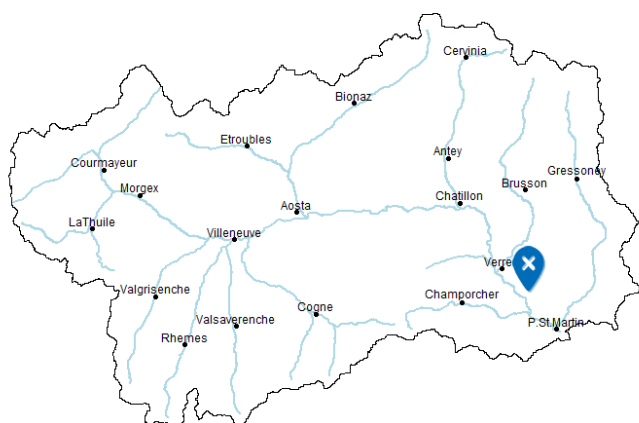 Cervinia
Bionaz
Etroubles
Antey
Courmayeur
Gressoney
Morgex
Brusson
Chatillon
Aosta
LaThuile
Villeneuve
Verre
Valgrisenche
Champorcher
Cogne
Valsaverenche
P.St.Martin
Rhemes